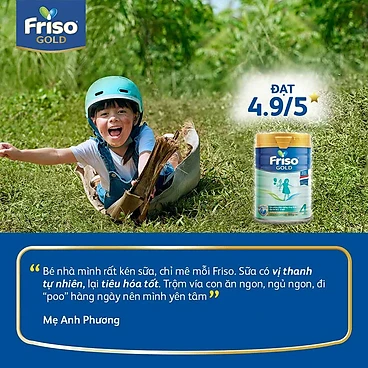 Friso
GOLD
ĐẠT
4.9/5
Friso
GOLD
4
“ Bé nhà mình rất kén sữa, chỉ mê mỗi Friso. Sữa có vị thanh
tự nhiên, lại tiêu hóa tốt. Trộm vía con ăn ngon, ngủ ngon, đi
“poo” hàng ngày nên mình yên tâm ”
Mẹ Anh Phương